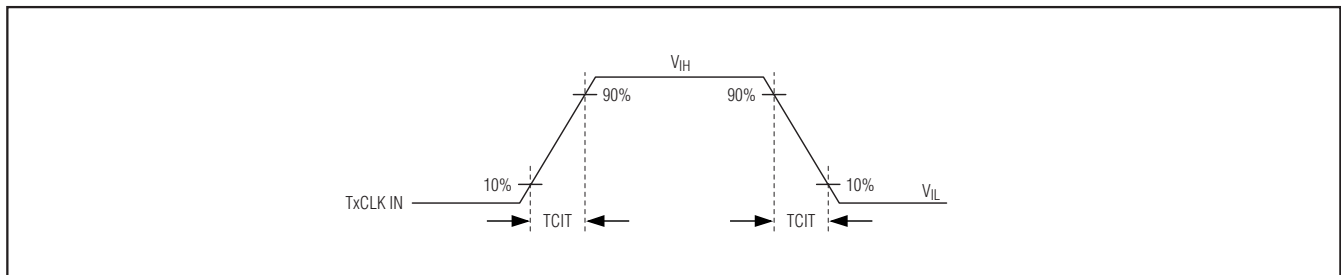 VIH
90% 90%
10% 10%
TxCLK IN VIL
TCIT TCIT